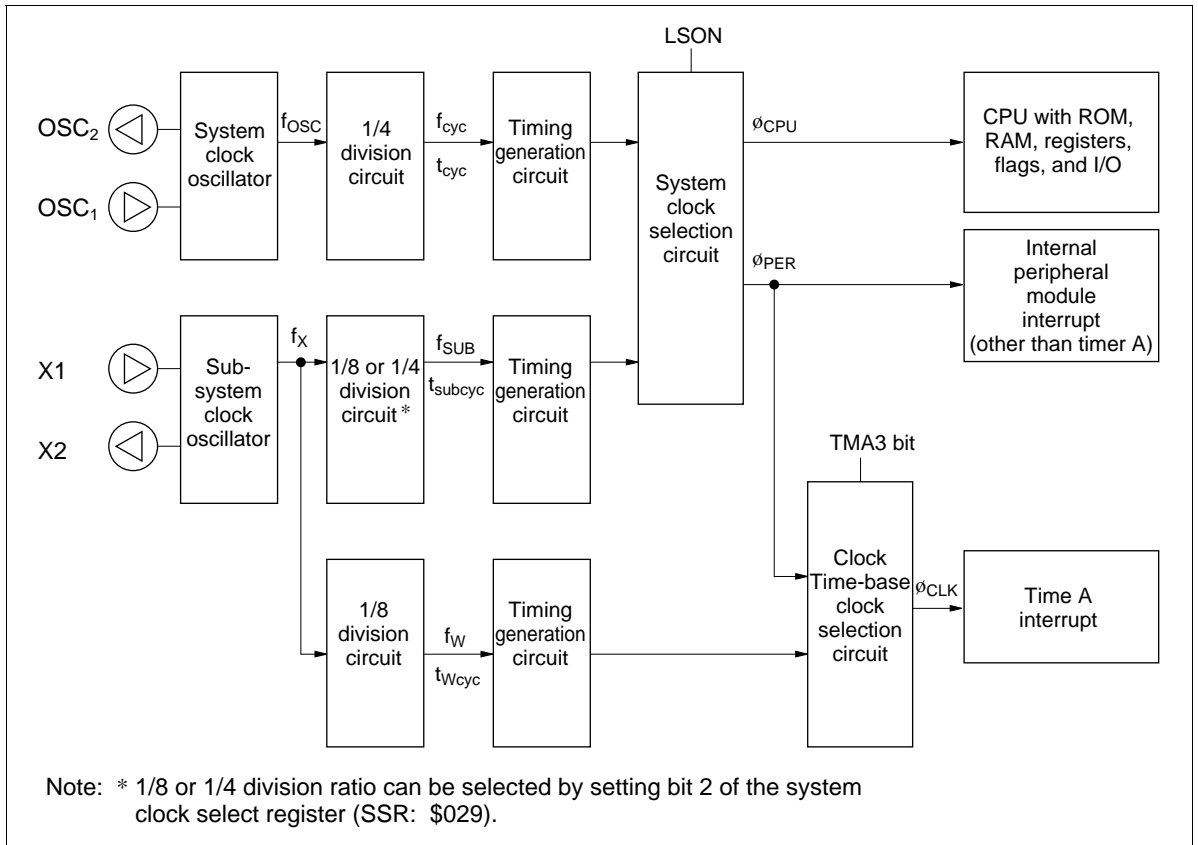 LSON
OSC2
OSC1
System
clock
oscillator
fOSC
1/4
division
circuit
fcyc
tcyc
Timing
generation
circuit
System
clock
selection
circuit
øCPU
øPER
CPU with ROM,
RAM, registers,
flags, and I/O
Internal
peripheral
module
interrupt
(other than timer A)
X1
X2
Sub-
system
clock
oscillator
fX
1/8 or 1/4
division
circuit *
fSUB
tsubcyc
Timing
generation
circuit
TMA3 bit
1/8
division
circuit
fW
tWcyc
Timing
generation
circuit
Clock
Time-base
clock
selection
circuit
øCLK
Time A
interrupt
Note: * 1/8 or 1/4 division ratio can be selected by setting bit 2 of the system
clock select register (SSR: $029).